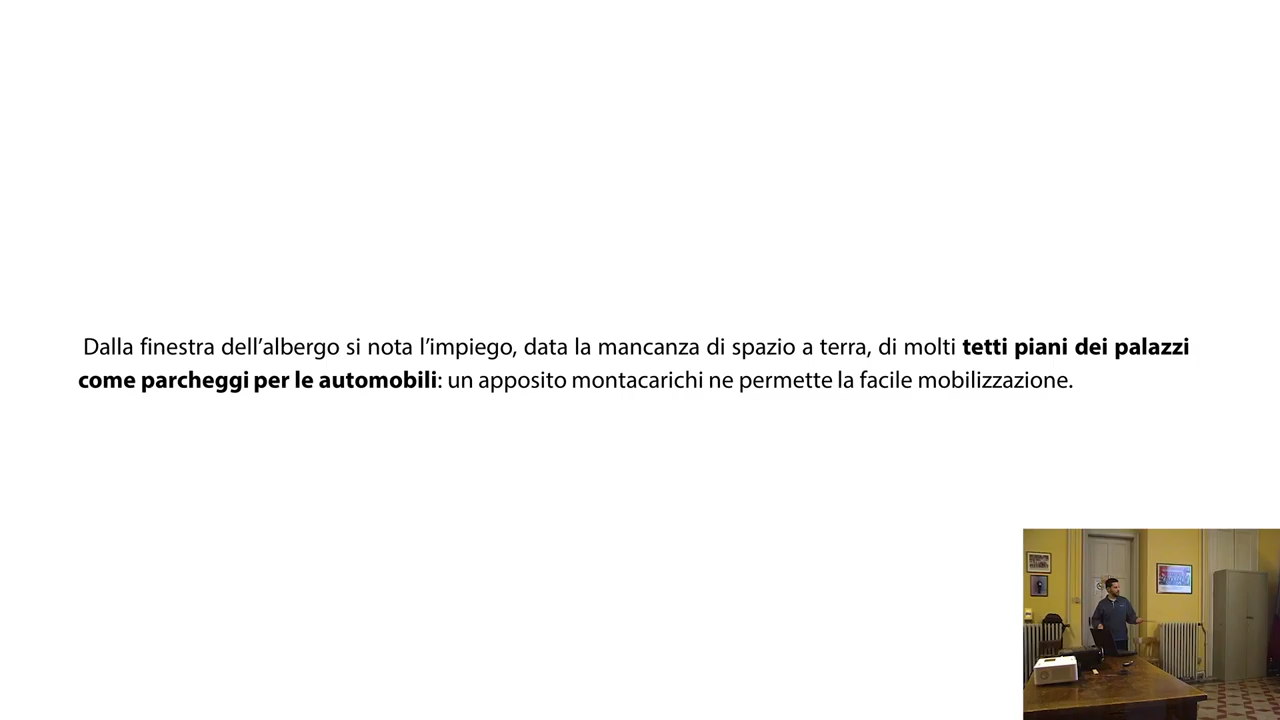 Dalla finestra dell’albergo si nota l’impiego, data la mancanza di spazio a terra, di molti tetti piani dei palazzi
come parcheggi per le automobili: un apposito montacarichi ne permette la facile mobilizzazione.